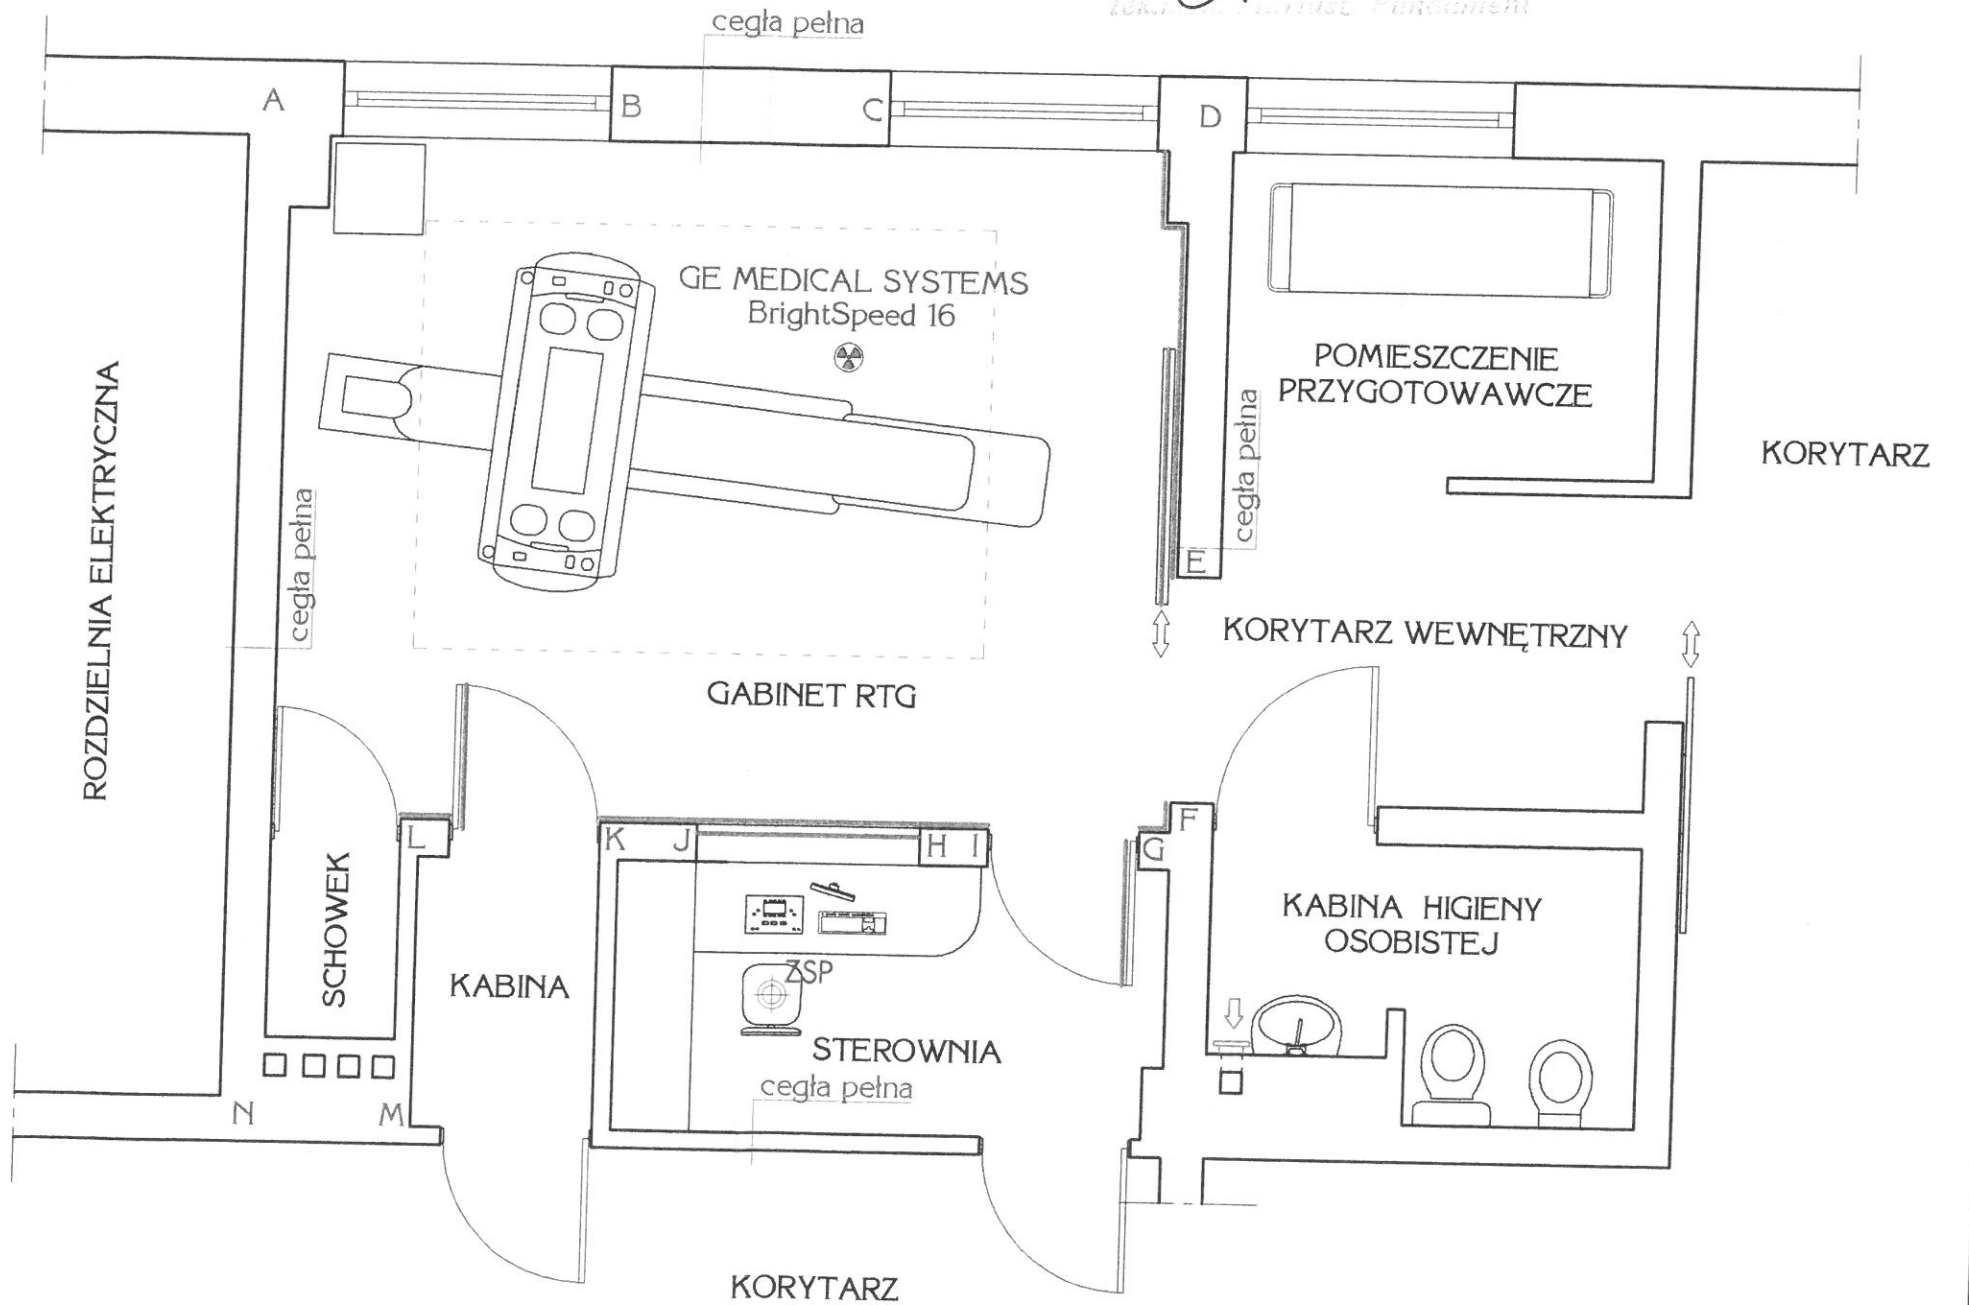 cegła pełna
A
B
C
D
GE MEDICAL SYSTEMS
BrightSpeed 16
POMIESZCZENIE
PRZYGOTOWAWCZE
KORYTARZ
ROZDZIELNIA ELEKTRYCZNA
cegła pełna
cegła pełna
E
KORYTARZ WEWNĘTRZNY
GABINET RTG
L
K
J
H
I
G
F
SCHOWEK
KABINA
ZSP
STEROWNIA
cegła pełna
KABINA HIGIENY
OSOBISTEJ
N
M
KORYTARZ